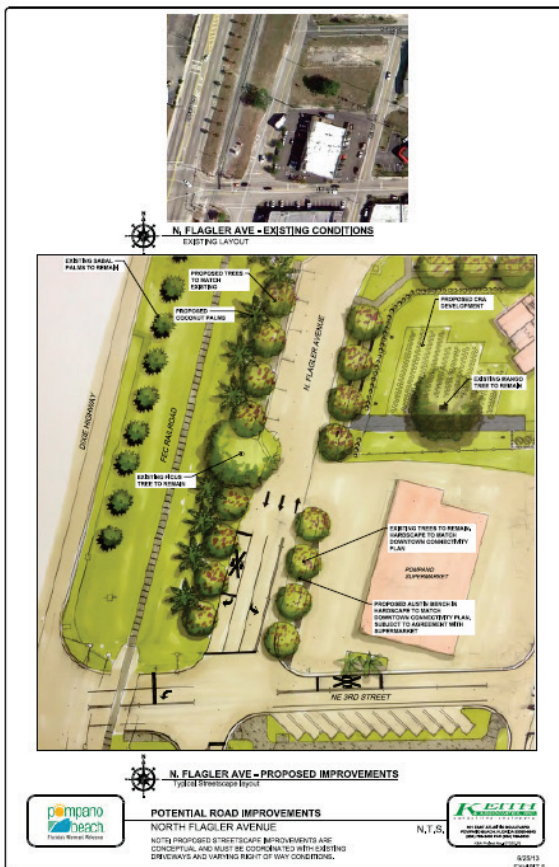 N. FLAGLER AVE - EXISTING CONDITIONS
EXISTING LAYOUT
EXISTING SABAL
PALMS TO REMAIN
PROPOSED TREES
TO MATCH
EXISTING
PROPOSED
COCONUT PALMS
PROPOSED CRA
DEVELOPMENT
N. FLAGLER AVENUE
EXISTING MANGO
TREE TO REMAIN
DIXIE HIGHWAY
FEC RAILROAD
EXISTING FICUS
TREE TO REMAIN
EXISTING TREES TO REMAIN,
HARDSCAPE TO MATCH
DOWNTOWN CONNECTIVITY
PLAN
POMPANO
SUPERMARKET
PROPOSED AUSTIN BENCH IN
HARDSCAPE TO MATCH
DOWNTOWN CONNECTIVITY PLAN,
SUBJECT TO AGREEMENT WITH
SUPERMARKET
NE 3RD STREET
N. FLAGLER AVE - PROPOSED IMPROVEMENTS
Typical Streetscape layout
pompano
beach
Florida's Warmest Welcome
POTENTIAL ROAD IMPROVEMENTS
NORTH FLAGLER AVENUE
NOTE: PROPOSED STREETSCAPE IMPROVEMENTS ARE
CONCEPTUAL AND MUST BE COORDINATED WITH EXISTING
DRIVEWAYS AND VARYING RIGHT OF WAY CONDITIONS.
N.T.S.
KEITH